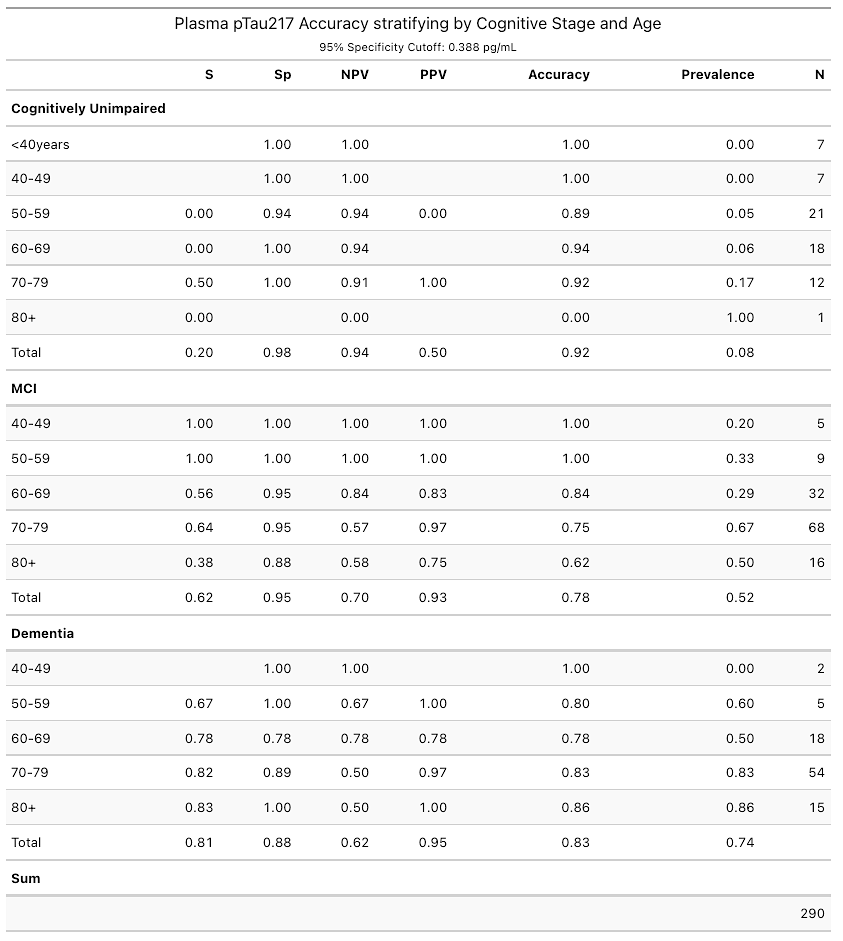 Plasma pTau217 Accuracy stratifying by Cognitive Stage and Age
95% Specificity Cutoff: 0.388 pg/mL
S Sp NPV PPV Accuracy Prevalence N
Cognitively Unimpaired
<40years 1.00 1.00 1.00 0.00 7
40-49 1.00 1.00 1.00 0.00 7
50-59 0.00 0.94 0.94 0.00 0.89 0.05 21
60-69 0.00 1.00 0.94 0.94 0.06 18
70-79 0.50 1.00 0.91 1.00 0.92 0.17 12
80+ 0.00 0.00 0.00 1.00 1
Total 0.20 0.98 0.94 0.50 0.92 0.08
MCI
40-49 1.00 1.00 1.00 1.00 1.00 0.20 5
50-59 1.00 1.00 1.00 1.00 1.00 0.33 9
60-69 0.56 0.95 0.84 0.83 0.84 0.29 32
70-79 0.64 0.95 0.57 0.97 0.75 0.67 68
80+ 0.38 0.88 0.58 0.75 0.62 0.50 16
Total 0.62 0.95 0.70 0.93 0.78 0.52
Dementia
40-49 1.00 1.00 1.00 0.00 2
50-59 0.67 1.00 0.67 1.00 0.80 0.60 5
60-69 0.78 0.78 0.78 0.78 0.78 0.50 18
70-79 0.82 0.89 0.50 0.97 0.83 0.83 54
80+ 0.83 1.00 0.50 1.00 0.86 0.86 15
Total 0.81 0.88 0.62 0.95 0.83 0.74
Sum
290